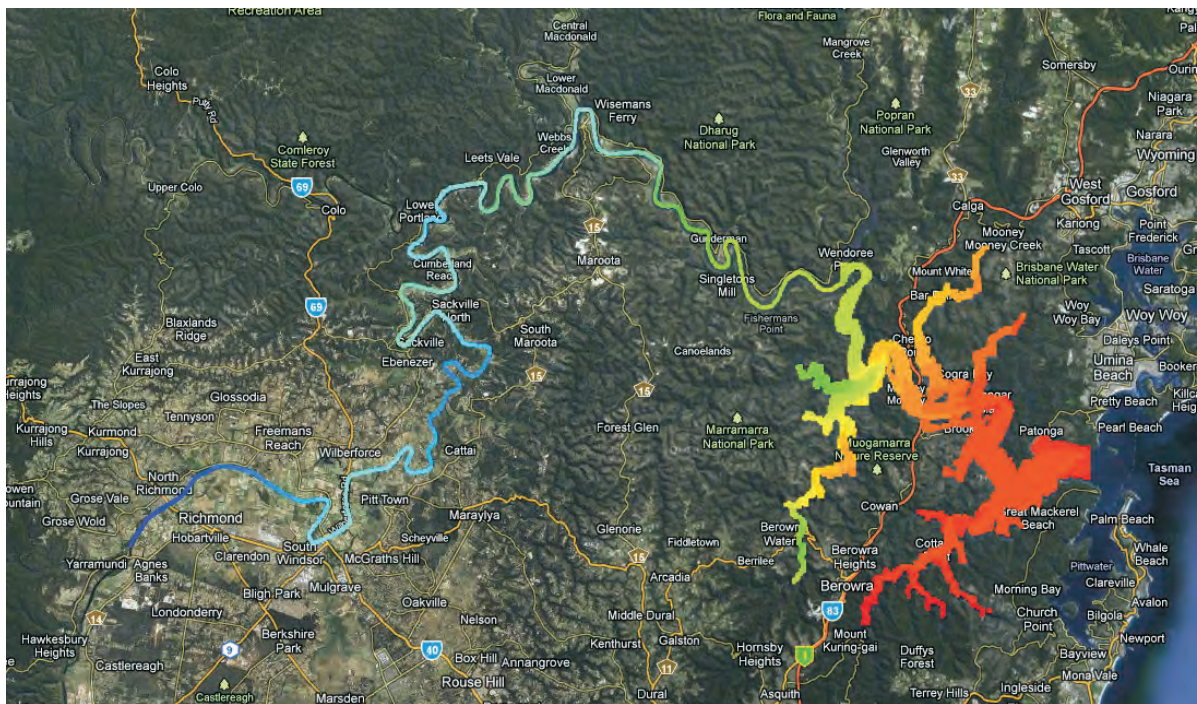 Recreation Area
Flora and Fauna
Central
Macdonald
Mangrove
Creek
Colo
Heights
Putty Rd
Lower
Macdonald
Somersby
33
Wisemans
Ferry
Niagara
Park
Popran
National Park
Dharug
National Park
Narara
Webbs
Creek
Comleroy
State Forest
Leets Vale
Glenworth
Valley
Wyoming
33
Upper Colo
69
West
Gosford
Gosford
Colo
Lower
Portland
Calga
Kariong
Point
Frederick
15
Mooney
Mooney Creek
Tascott
Gunderman
Wendoree
Maroota
Brisbane
Water
Cumberland
Reach
Mount White
Brisbane Water
National Park
Singletons
Mill
Saratoga
69
Sackville
North
Woy
Woy Bay
Woy Woy
Fishermans
Point
Blaxlands
Ridge
South
Maroota
Daleys Point
Ebenezer
Canoelands
East
Kurrajong
Umina
Beach
15
Kurrajong
Heights
Glossodia
15
Pretty Beach
The Slopes
Tennyson
Pearl Beach
Kurrajong
Hills
Kurmond
Freemans
Reach
Forest Glen
Marramarra
National Park
Patonga
Kurrajong
Wilberforce
Cattai
Muogamarra
Nature Reserve
North
Richmond
Tasman
Sea
Grose Vale
Pitt Town
Cowan
Great Mackerel
Beach
Richmond
Maraylya
Palm Beach
Grose Wold
Hobartville
Glenorie
Scheyville
Fiddletown
Yarramundi
Agnes
Banks
Clarendon
South
Windsor
McGraths Hill
15
Berrilee
Berowra
Heights
Whale
Beach
Pittwater
Mulgrave
Arcadia
Berowra
Clareville
Bligh Park
Oakville
Morning Bay
Avalon
Londonderry
14
83
Church
Point
Bilgola
Hawkesbury
Heights
Berkshire
Park
Nelson
Middle Dural
Mount
Kuring-gai
Newport
9
40
Kenthurst
Galston
Hornsby
Heights
Duffys
Forest
Bayview
Castlereagh
Box Hill
Annangrove
11
Mona Vale
Castlereagh
Marsden
Rouse Hill
Dural
Asquith
Terrey Hills
Ingleside